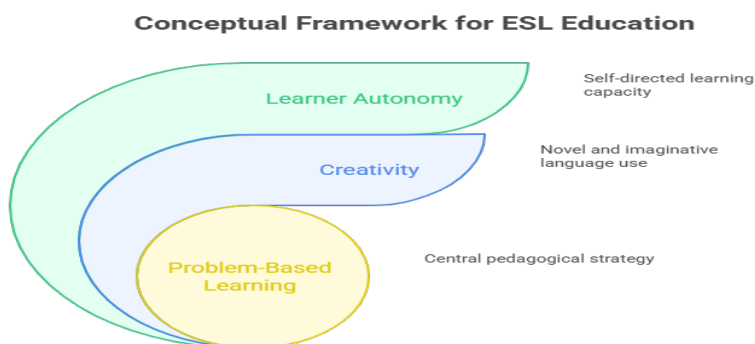 Conceptual Framework for ESL Education
Learner Autonomy
Self-directed learning
capacity
Creativity
Novel and imaginative
language use
Problem-Based
Learning
Central pedagogical strategy